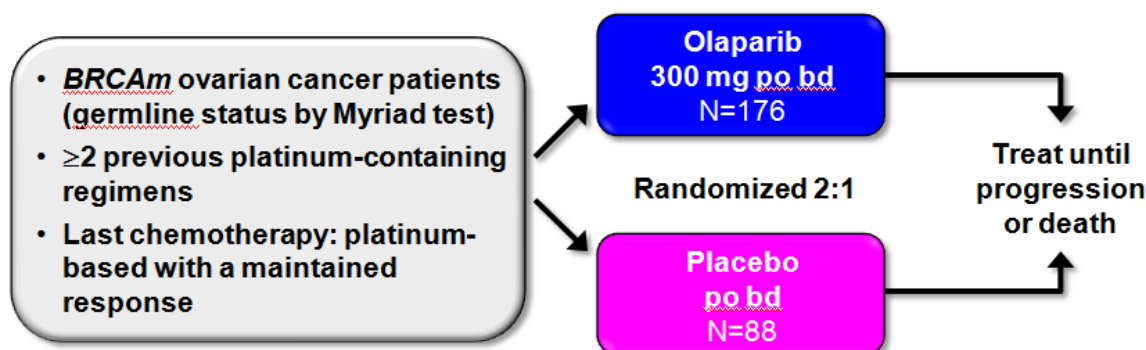 • BRCAm ovarian cancer patients
(germline status by Myriad test)
• ≥2 previous platinum-containing
regimens
• Last chemotherapy: platinum-
based with a maintained
response
Olaparib
300 mg po bd
N=176
Randomized 2:1
Placebo
po bd
N=88
Treat until
progression
or death